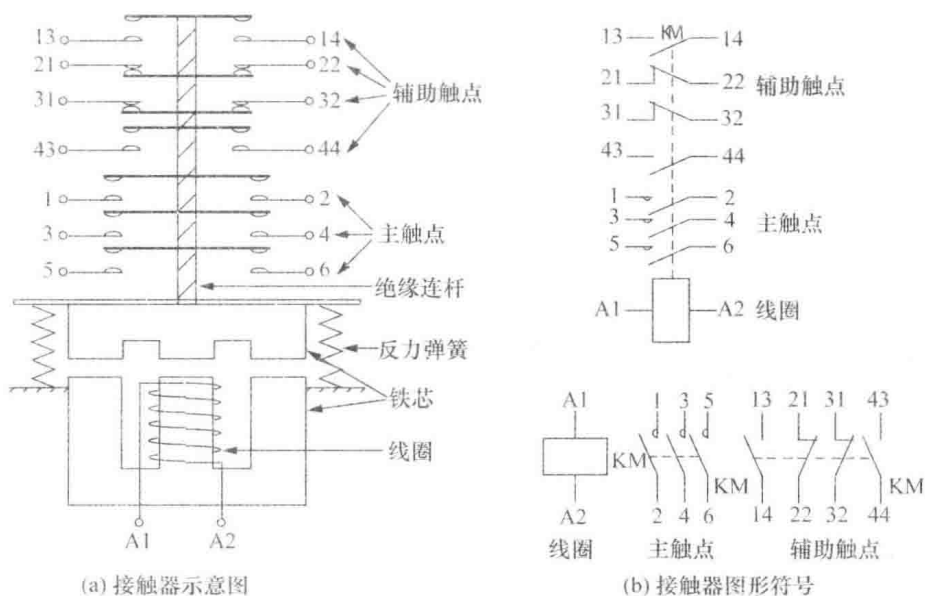 13 14
21 22
辅助触点
31 32
43 44
1 2
3 4 主触点
5 6
绝缘连杆
反力弹簧
铁芯
线圈
A1 A2
(a) 接触器示意图
13 KM 14
21 22 辅助触点
31 32
43 44
1 2
3 4 主触点
5 6
A1 A2 线圈
A1 1 3 5 13 21 31 43
KM KM KM
A2 2 4 6 14 22 32 44
线圈 主触点 辅助触点
(b) 接触器图形符号